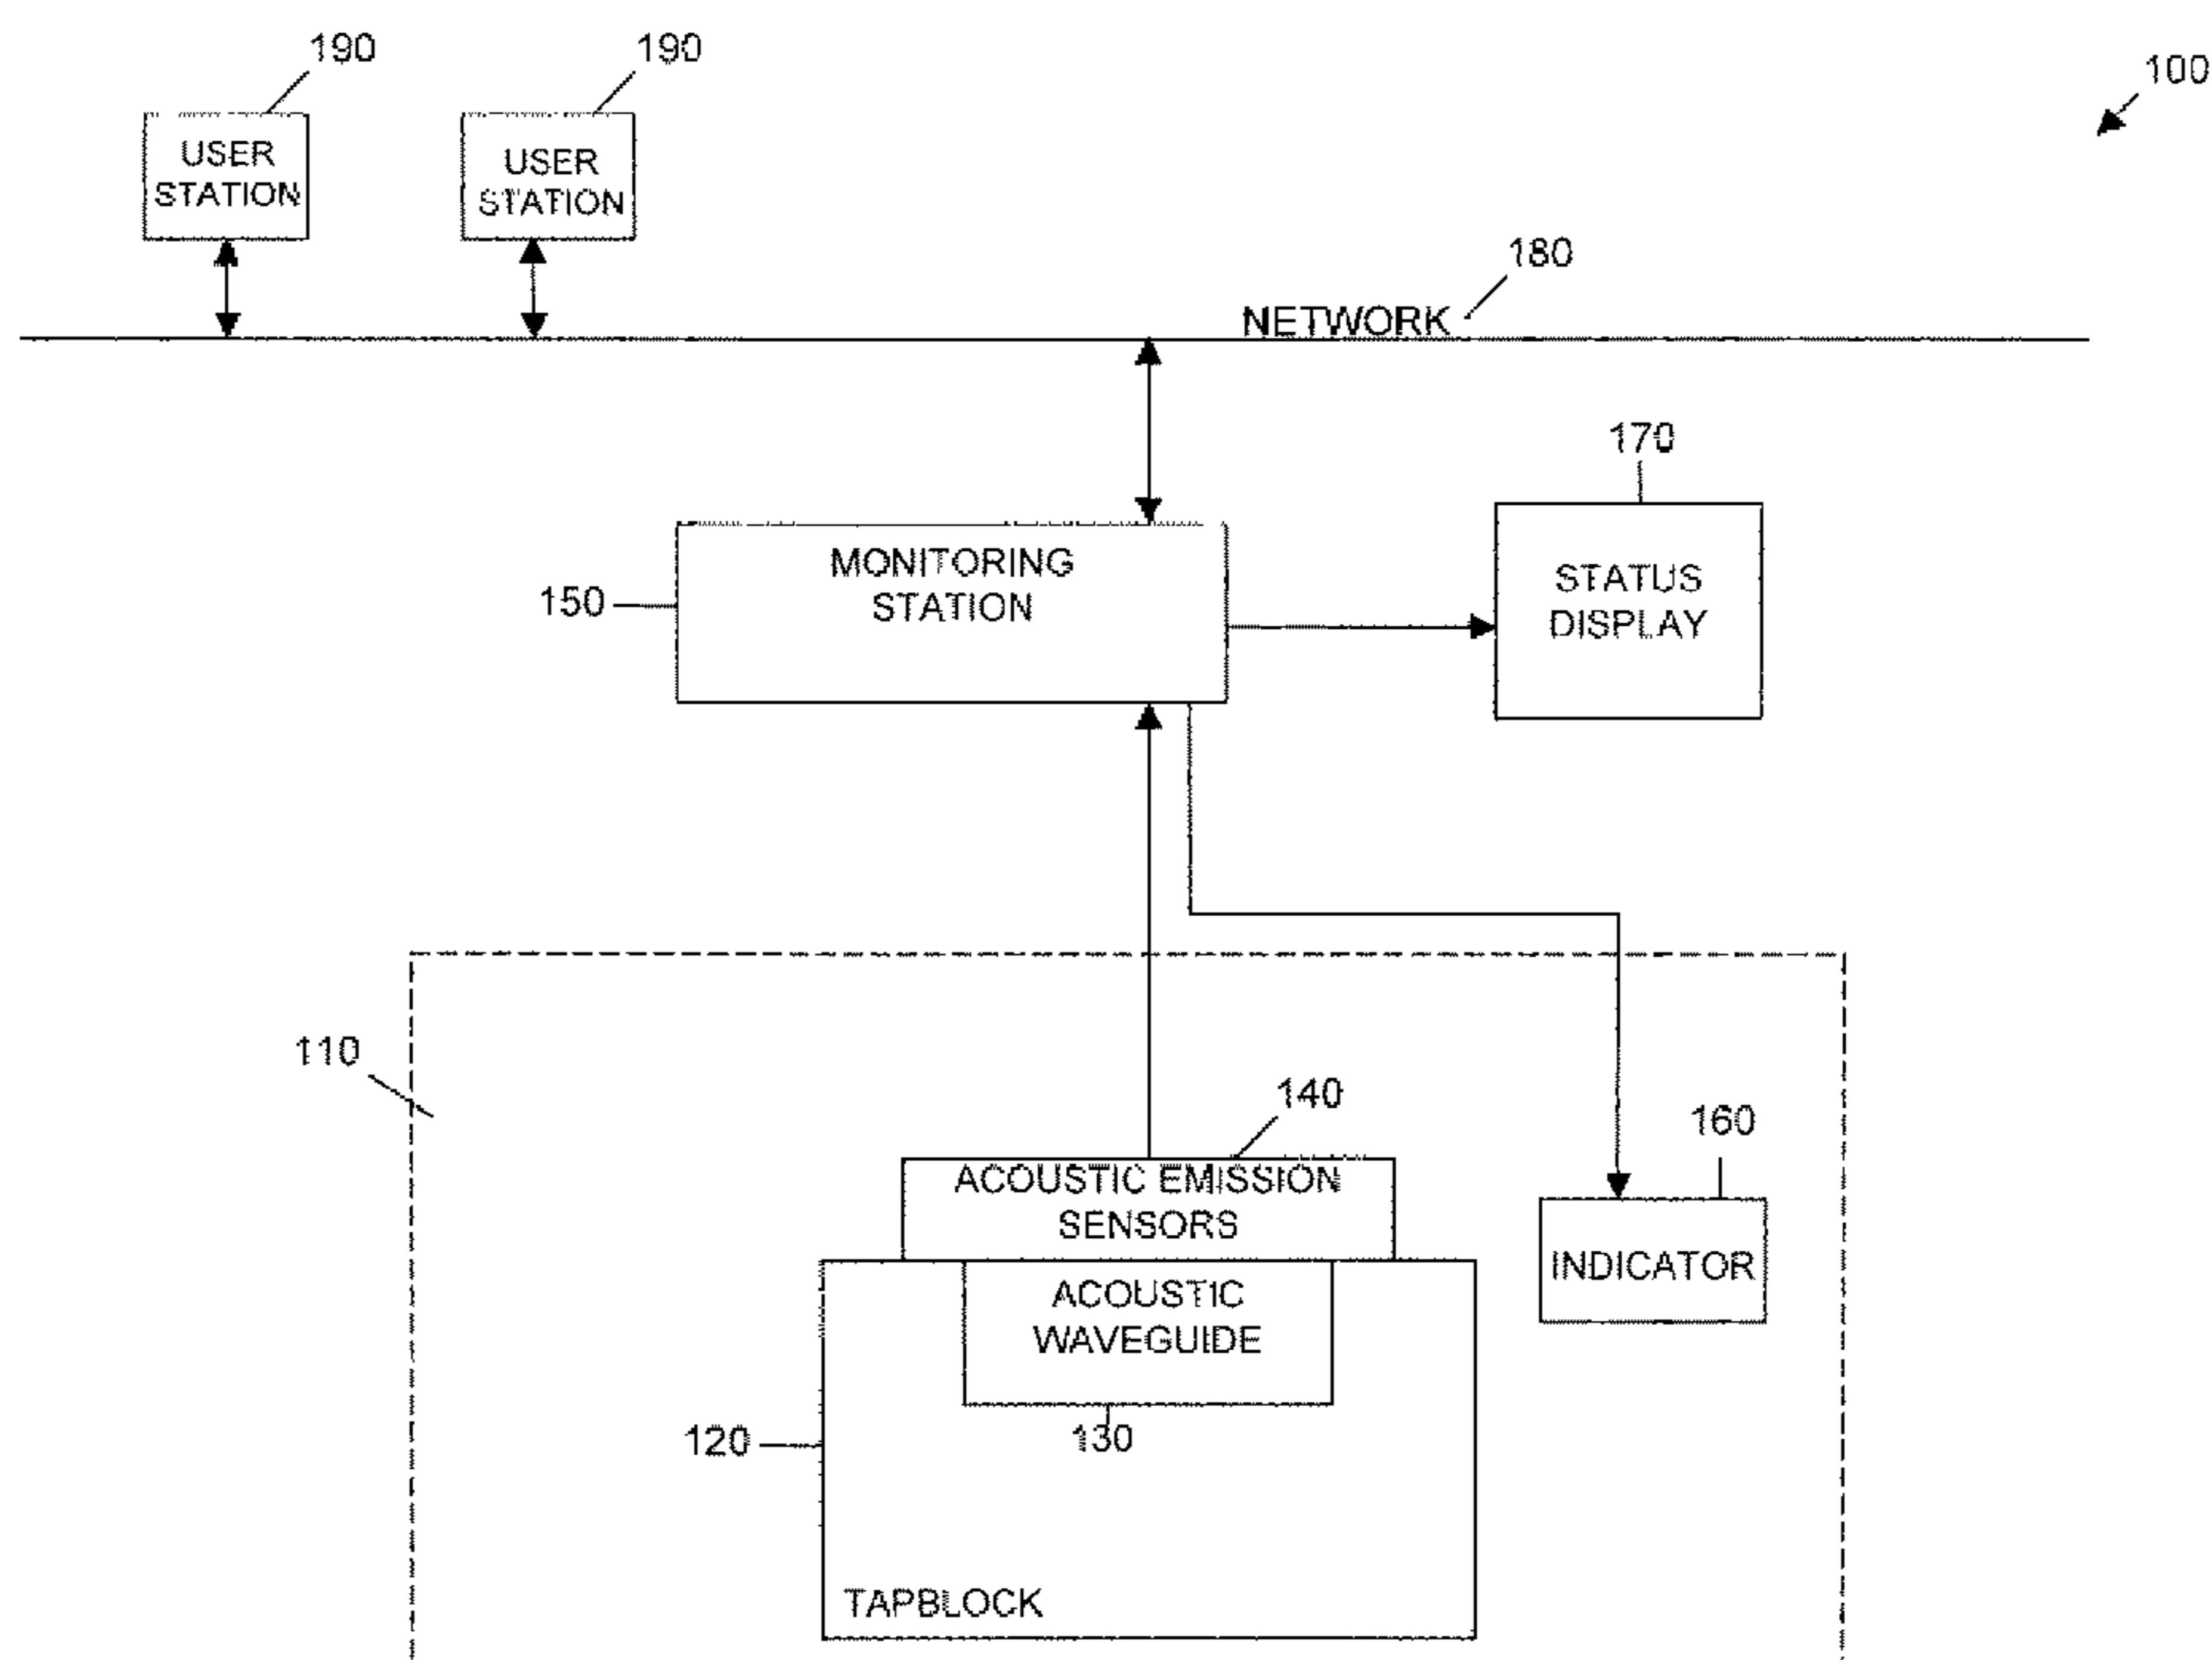 190
190
100
USER
STATION
USER
STATION
180
NETWORK
170
MONITORING
STATION
150
STATUS
DISPLAY
110
140
160
ACOUSTIC EMISSION
SENSORS
INDICATOR
ACOUSTIC
WAVEGUIDE
120
130
TAPBLOCK